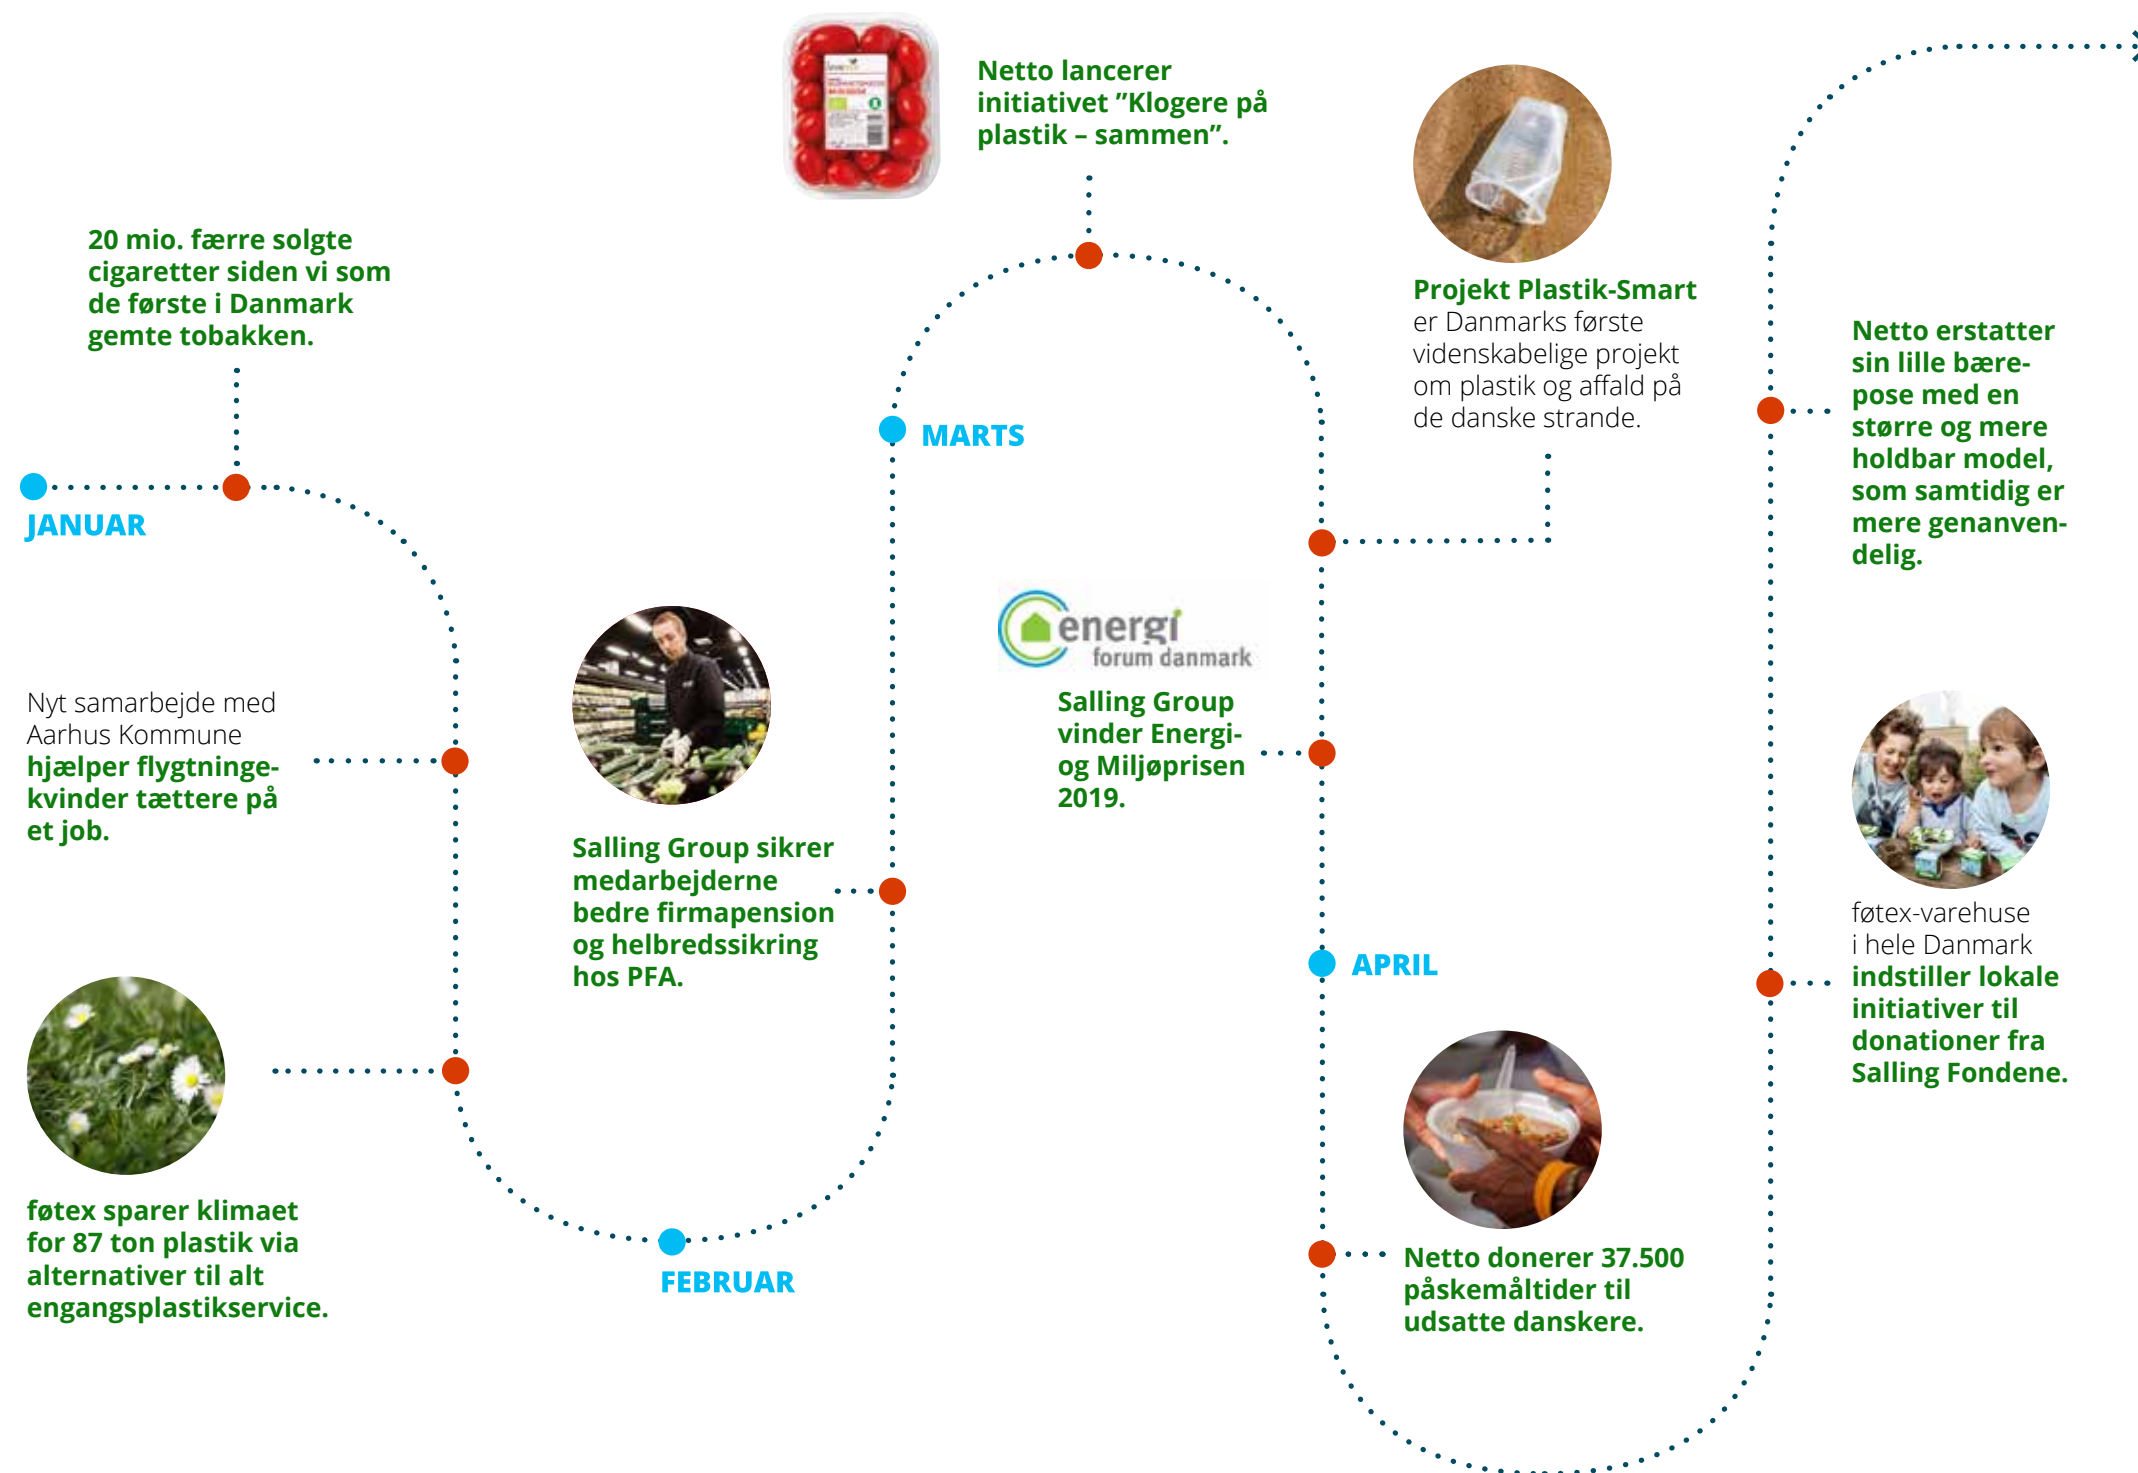 20 mio. færre solgte
cigaretter siden vi som
de første i Danmark
gemte tobakken.
JANUAR
Nyt samarbejde med
Aarhus Kommune
hjælper flygtninge-
kvinder tættere på
et job.
føtex sparer klimaet
for 87 ton plastik via
alternativer til alt
engangsplastikservice.
FEBRUAR
Salling Group sikrer
medarbejderne
bedre firmapension
og helbredssikring
hos PFA.
MARTS
Netto lancerer
initiativet ”Klogere på
plastik – sammen”.
Projekt Plastik-Smart
er Danmarks første
videnskabelige projekt
om plastik og affald på
de danske strande.
energi
forum danmark
Salling Group
vinder Energi-
og Miljøprisen
2019.
APRIL
Netto donerer 37.500
påskemåltider til
udsatte danskere.
føtex-varehuse
i hele Danmark
indstiller lokale
initiativer til
donationer fra
Salling Fondene.
Netto erstatter
sin lille bære-
pose med en
større og mere
holdbar model,
som samtidig er
mere genanven-
delig.